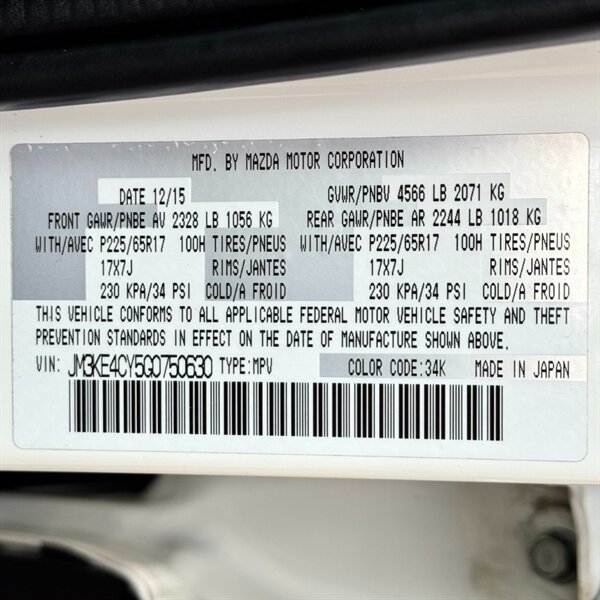 MFD. BY MAZDA MOTOR CORPORATION
DATE 12/15 GVWR/PNBV 4566 LB 2071 KG
FRONT GAWR/PNBE AV 2328 LB 1056 KG REAR GAWR/PNBE AR 2244 LB 1018 KG
WITH/AVEC P225/65R17 100H TIRES/PNEUS WITH/AVEC P225/65R17 100H TIRES/PNEUS
17X7J RIMS/JANTES 17X7J RIMS/JANTES
230 KPA/34 PSI COLD/A FROID 230 KPA/34 PSI COLD/A FROID
THIS VEHICLE CONFORMS TO ALL APPLICABLE FEDERAL MOTOR VEHICLE SAFETY AND THEFT
PREVENTION STANDARDS IN EFFECT ON THE DATE OF MANUFACTURE SHOWN ABOVE.
VIN: JM3KE4CY5G0750630 TYPE:MPV COLOR CODE:34K MADE IN JAPAN